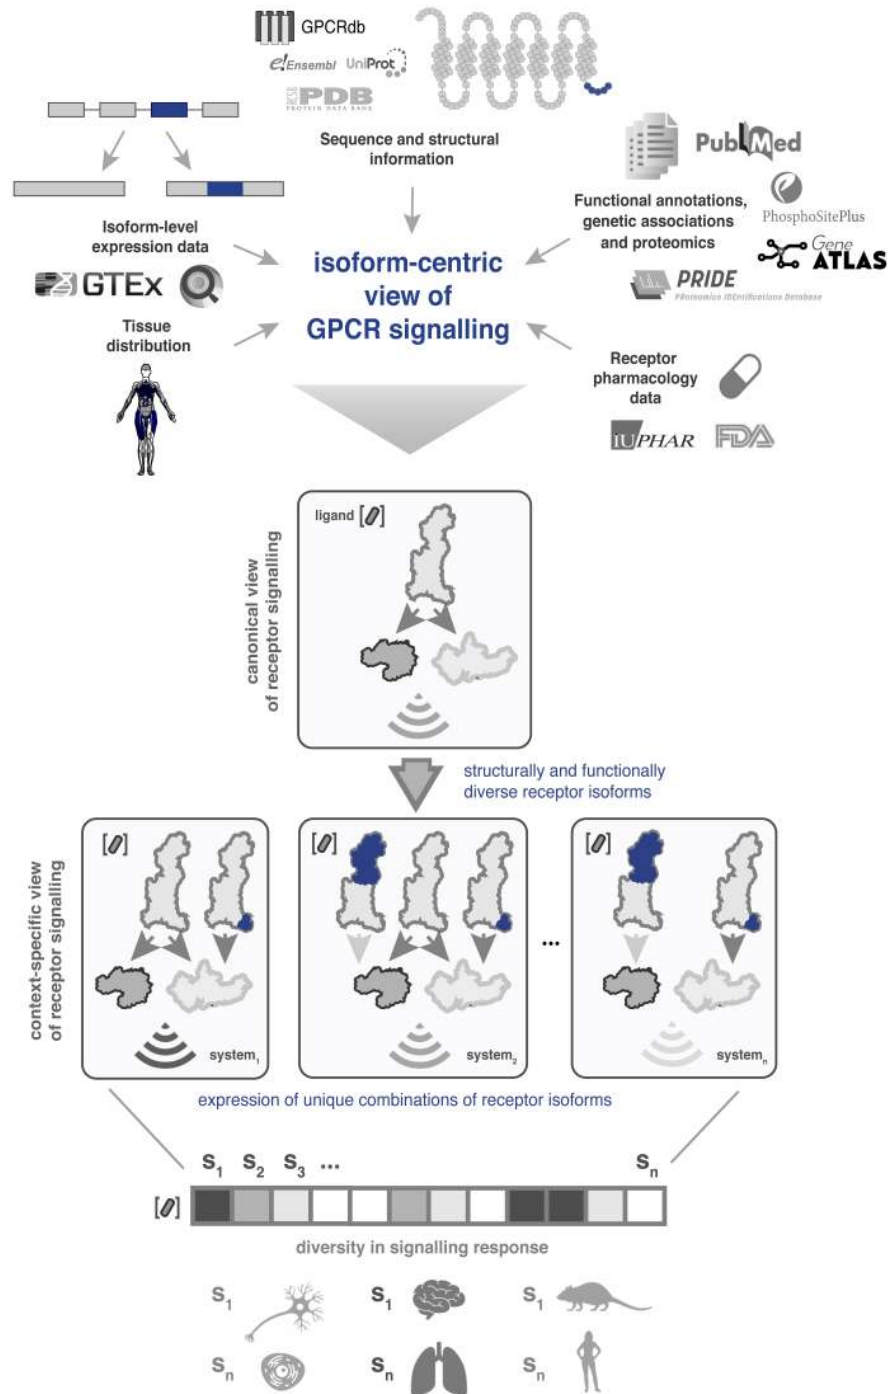 GPCRdb
e!Ensembl UniProt
RCSB PDB
PROTEIN DATA BANK
Sequence and structural
information
PubMed
Functional annotations,
genetic associations
and proteomics
PhosphoSitePlus
Gene
ATLAS
PRIDE
PRoteomics IDEntifications Database
Isoform-level
expression data
GTEx
Tissue
distribution
isoform-centric
view of
GPCR signalling
Receptor
pharmacology
data
IUPHAR FDA
canonical view
of receptor signalling
ligand [ ]
structurally and functionally
diverse receptor isoforms
context-specific view
of receptor signalling
[ ] [ ] ... [ ]
system1 system2 systemn
expression of unique combinations of receptor isoforms
S1 S2 S3 ... Sn
[ ]
diversity in signalling response
S1 S1 S1
Sn Sn Sn